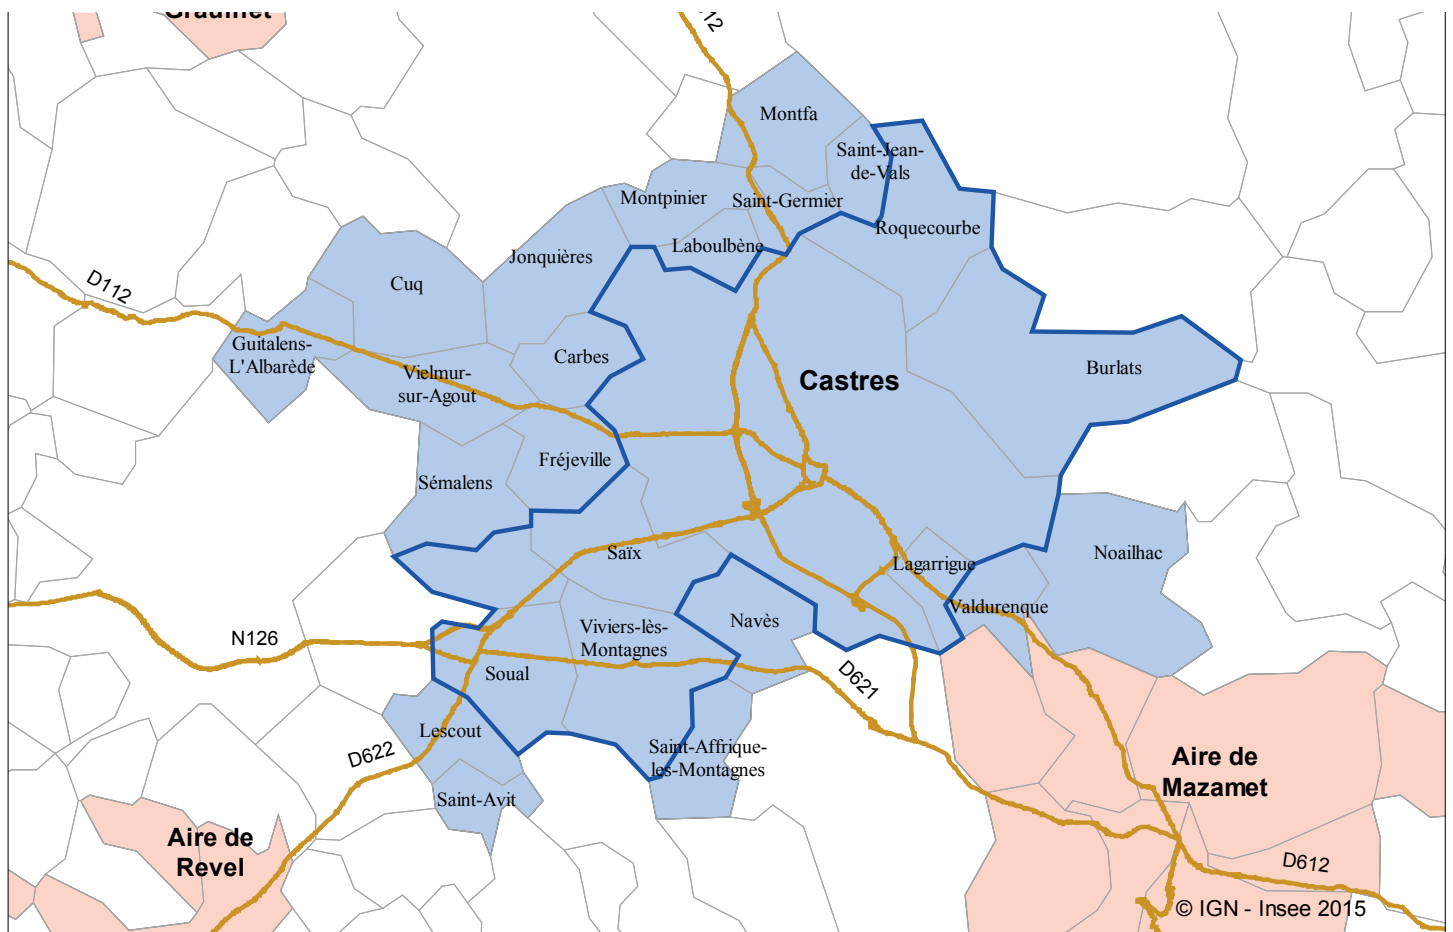 Montfa
Saint-Jean-
de-Vals
Montpinier
Saint-Germier
Roquecourbe
Laboulbène
Jonquières
Cuq
D112
Guitalens-
L'Albarède
Carbes
Vielmur-
sur-Agout
Castres
Burlats
Fréjeville
Sémalens
Saïx
Lagarrigue
Noailhac
Valdurenque
N126
Viviers-lès-
Montagnes
Navès
Soual
D621
Lescout
D622
Saint-Affrique-
les-Montagnes
Saint-Avit
Aire de
Mazamet
Aire de
Revel
D612
© IGN - Insee 2015